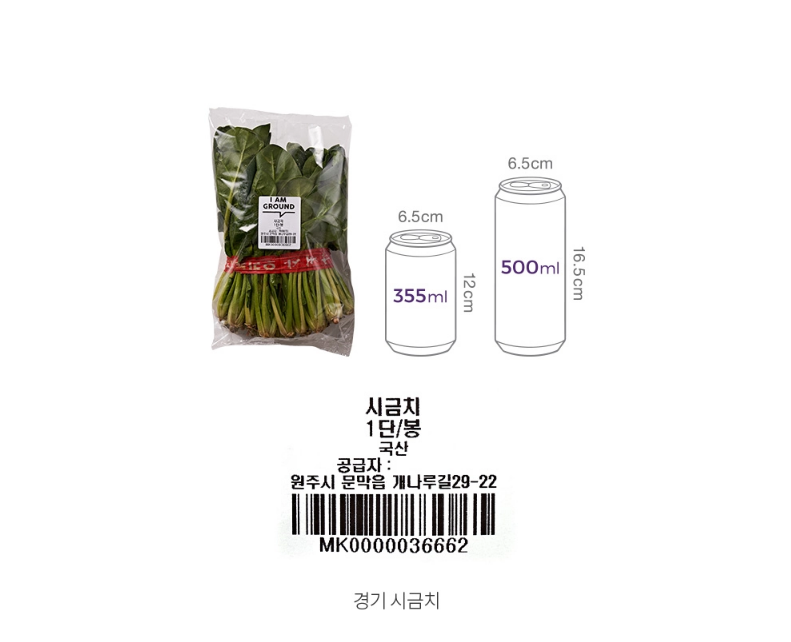 I AM
GROUND
6.5cm
6.5cm
355ml
12cm
500ml
16.5cm
시금치
1단/봉
국산
공급자 :
원주시 문막읍 개나루길29-22
MK0000036662
경기 시금치